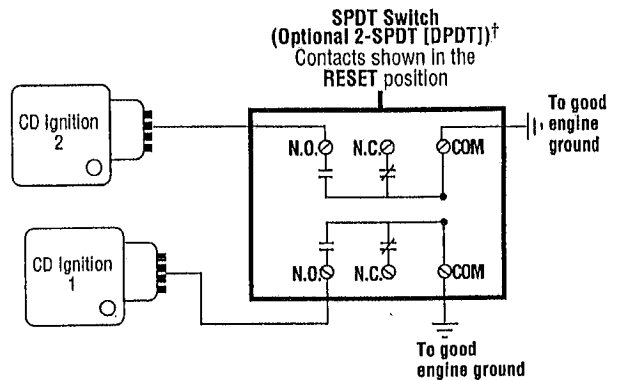 SPDT Switch
(Optional 2-SPDT [DPDT])†
Contacts shown in the
RESET position
CD Ignition
2
To good
engine
ground
N.O. N.C. COM
CD Ignition
1
N.O. N.C. COM
To good
engine ground